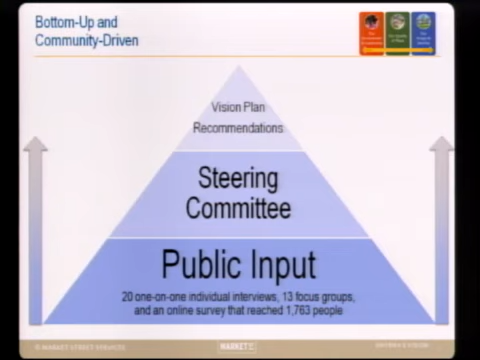 Bottom-Up and
Community-Driven
Vision Plan
Recommendations
Steering
Committee
Public Input
20 one-on-one individual interviews, 13 focus groups,
and an online survey that reached 1,763 people
© MARKET STREET SERVICES
MARKET